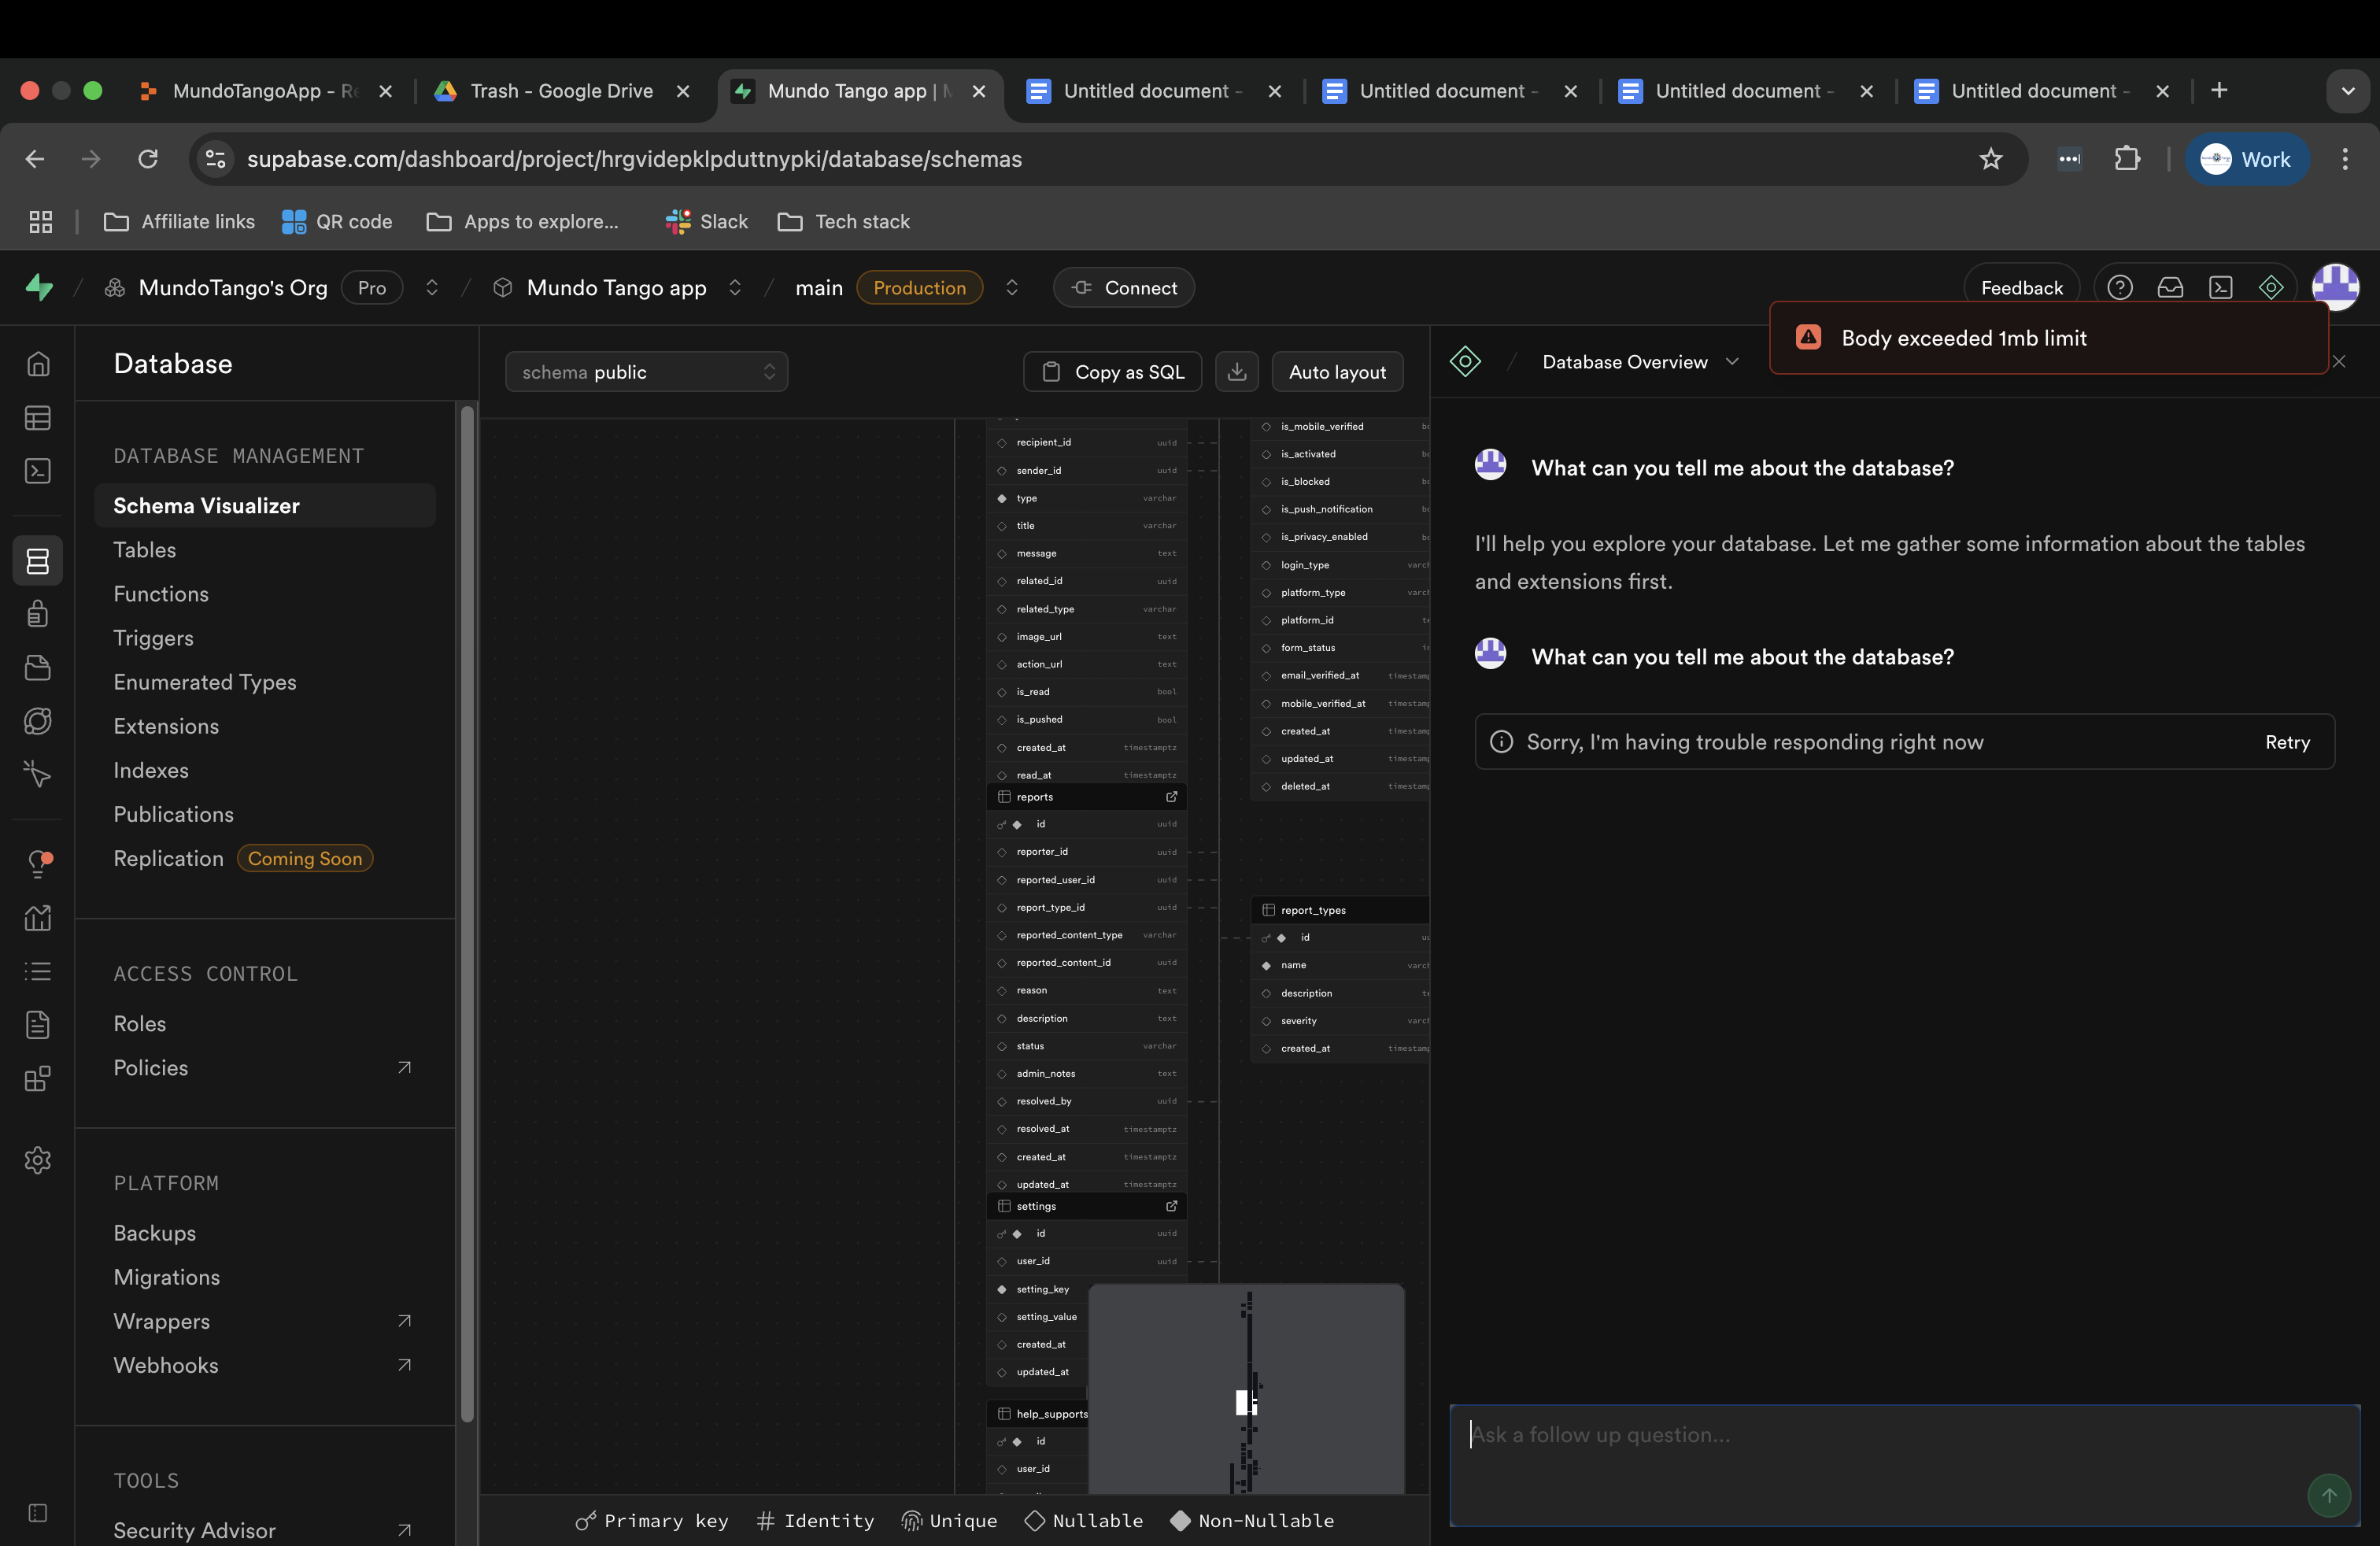 MundoTangoApp - Re
Trash - Google Drive
Mundo Tango app | M
Untitled document -
Untitled document -
Untitled document -
Untitled document -
supabase.com/dashboard/project/hrgvidepklpduttnypki/database/schemas
Work
Affiliate links
QR code
Apps to explore...
Slack
Tech stack
MundoTango's Org
Pro
Mundo Tango app
main
Production
Connect
Feedback
Body exceeded 1mb limit
Database
schema public
Copy as SQL
Auto layout
Database Overview
DATABASE MANAGEMENT
Schema Visualizer
Tables
Functions
Triggers
Enumerated Types
Extensions
Indexes
Publications
Replication
Coming Soon
ACCESS CONTROL
Roles
Policies
PLATFORM
Backups
Migrations
Wrappers
Webhooks
TOOLS
Security Advisor
recipient_id uuid
sender_id uuid
type varchar
title varchar
message text
related_id uuid
related_type varchar
image_url text
action_url text
is_read bool
is_pushed bool
created_at timestamptz
read_at timestamptz
reports
id uuid
reporter_id uuid
reported_user_id uuid
report_type_id uuid
reported_content_type varchar
reported_content_id uuid
reason text
description text
status varchar
admin_notes text
resolved_by uuid
resolved_at timestamptz
created_at timestamptz
updated_at timestamptz
settings
id uuid
user_id uuid
setting_key
setting_value
created_at
updated_at
help_supports
id
user_id
is_mobile_verified
is_activated
is_blocked
is_push_notification
is_privacy_enabled
login_type
platform_type
platform_id
form_status
email_verified_at
mobile_verified_at
created_at
updated_at
deleted_at
report_types
id
name
description
severity
created_at
Primary key
Identity
Unique
Nullable
Non-Nullable
What can you tell me about the database?
I'll help you explore your database. Let me gather some information about the tables
and extensions first.
What can you tell me about the database?
Sorry, I'm having trouble responding right now
Retry
Ask a follow up question...